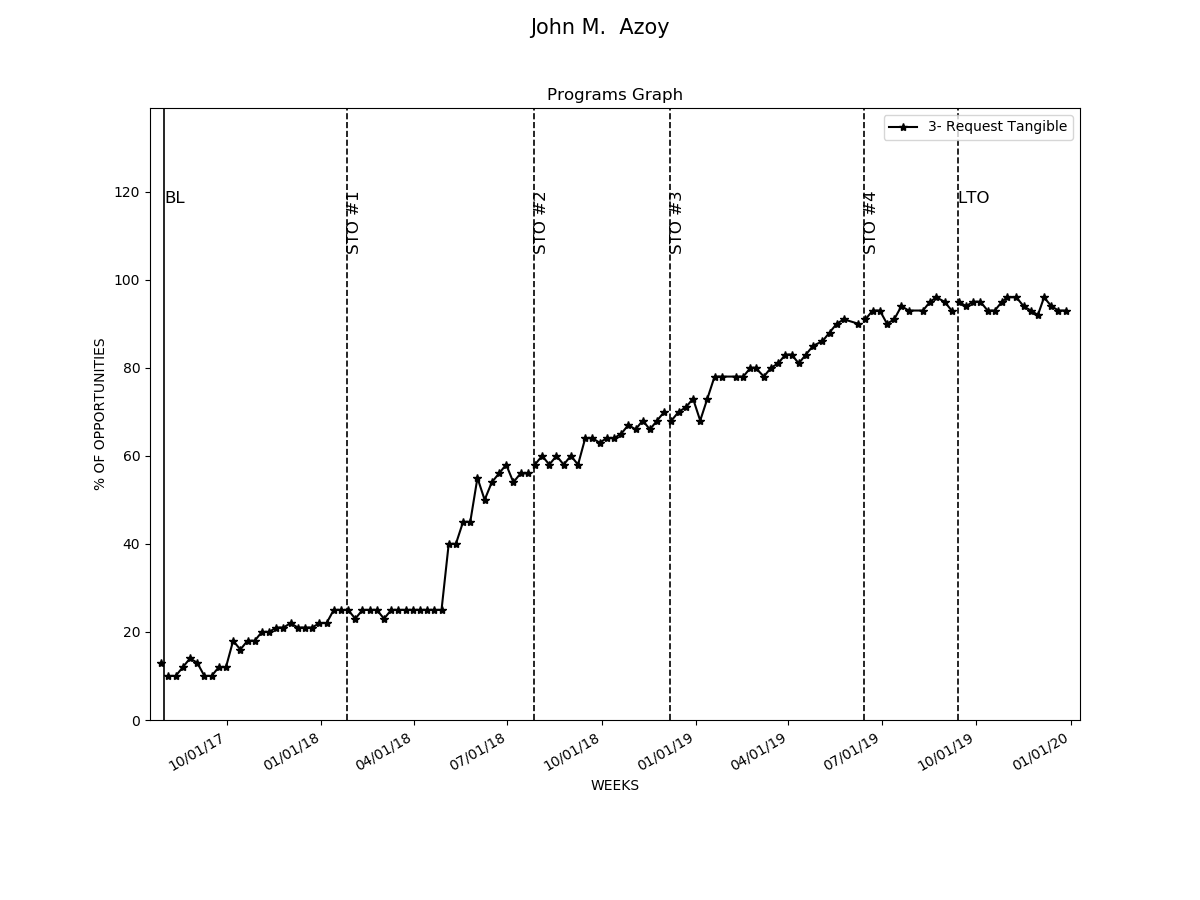 John M.  Azoy
Programs Graph
3- Request Tangible
BL
STO #1
STO #2
STO #3
STO #4
LTO
120
100
80
60
40
20
0
% OF OPPORTUNITIES
10/01/17
01/01/18
04/01/18
07/01/18
10/01/18
01/01/19
04/01/19
07/01/19
10/01/19
01/01/20
WEEKS